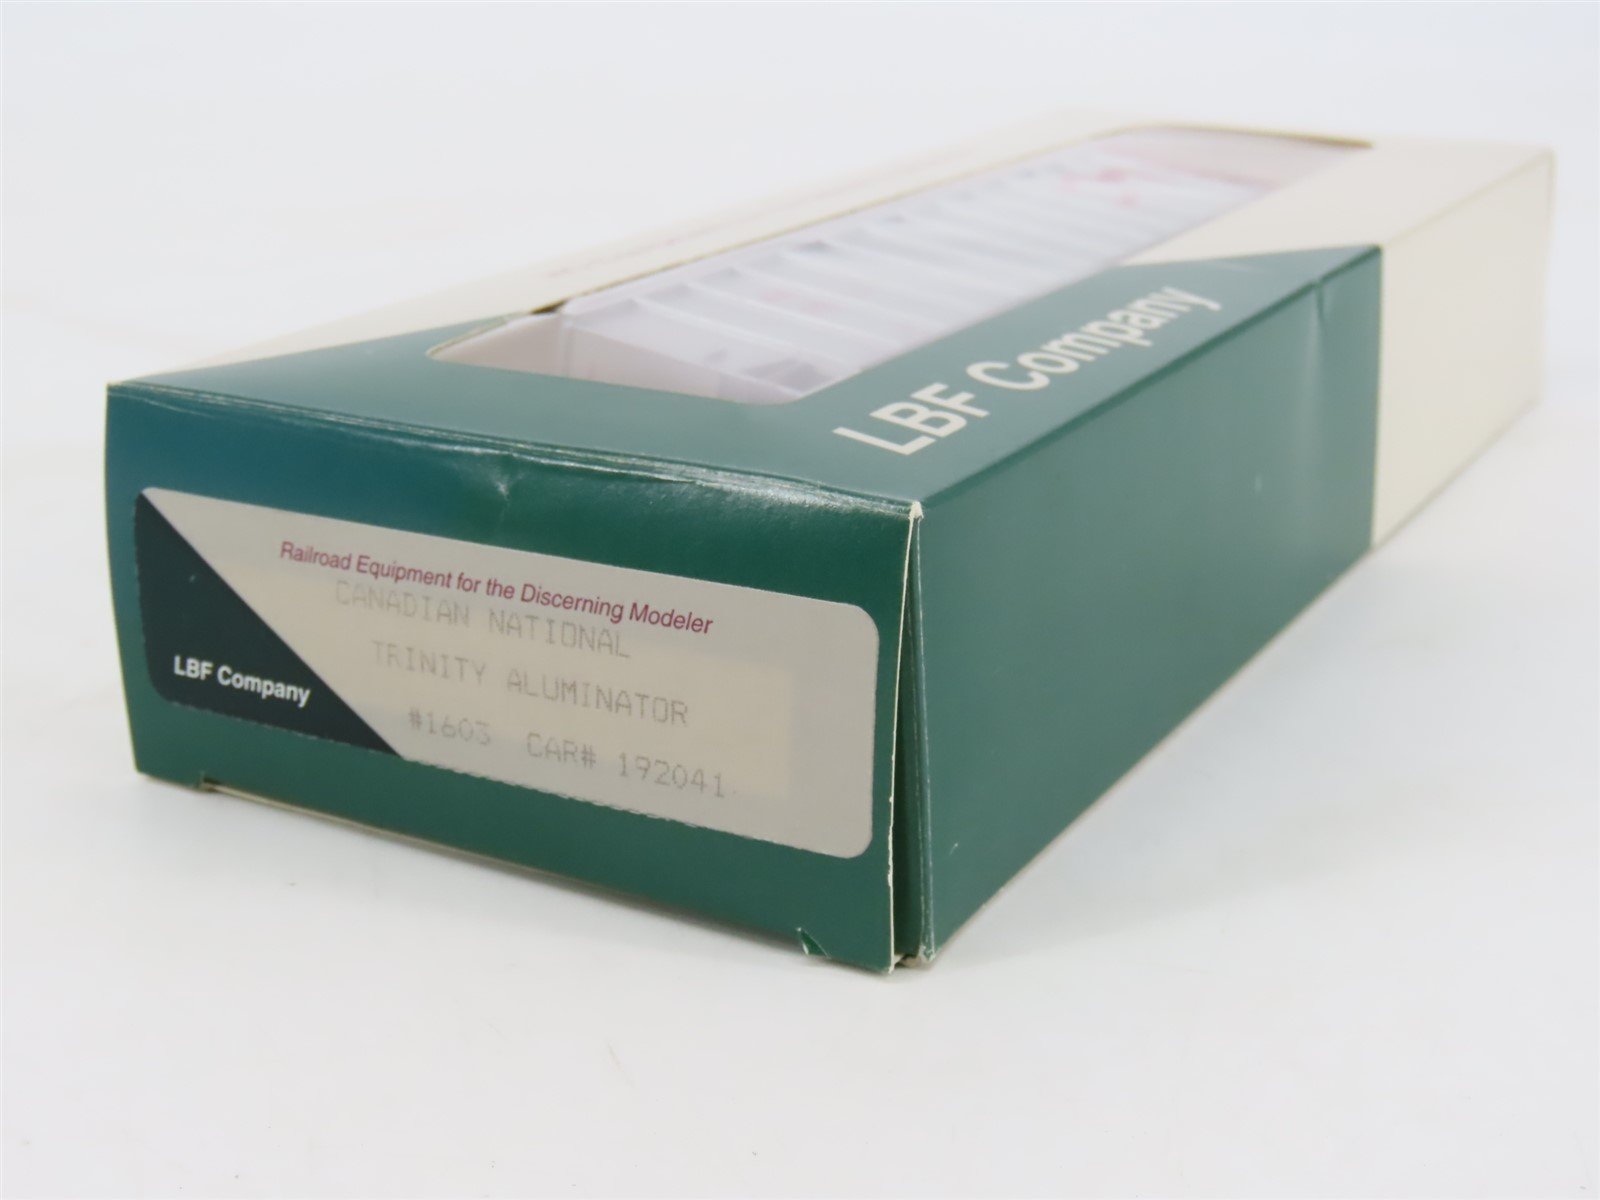 LBF Company
Railroad Equipment for the Discerning Modeler
CANADIAN NATIONAL
TRINITY ALUMINATOR
#1603 CAR# 192041
LBF Company